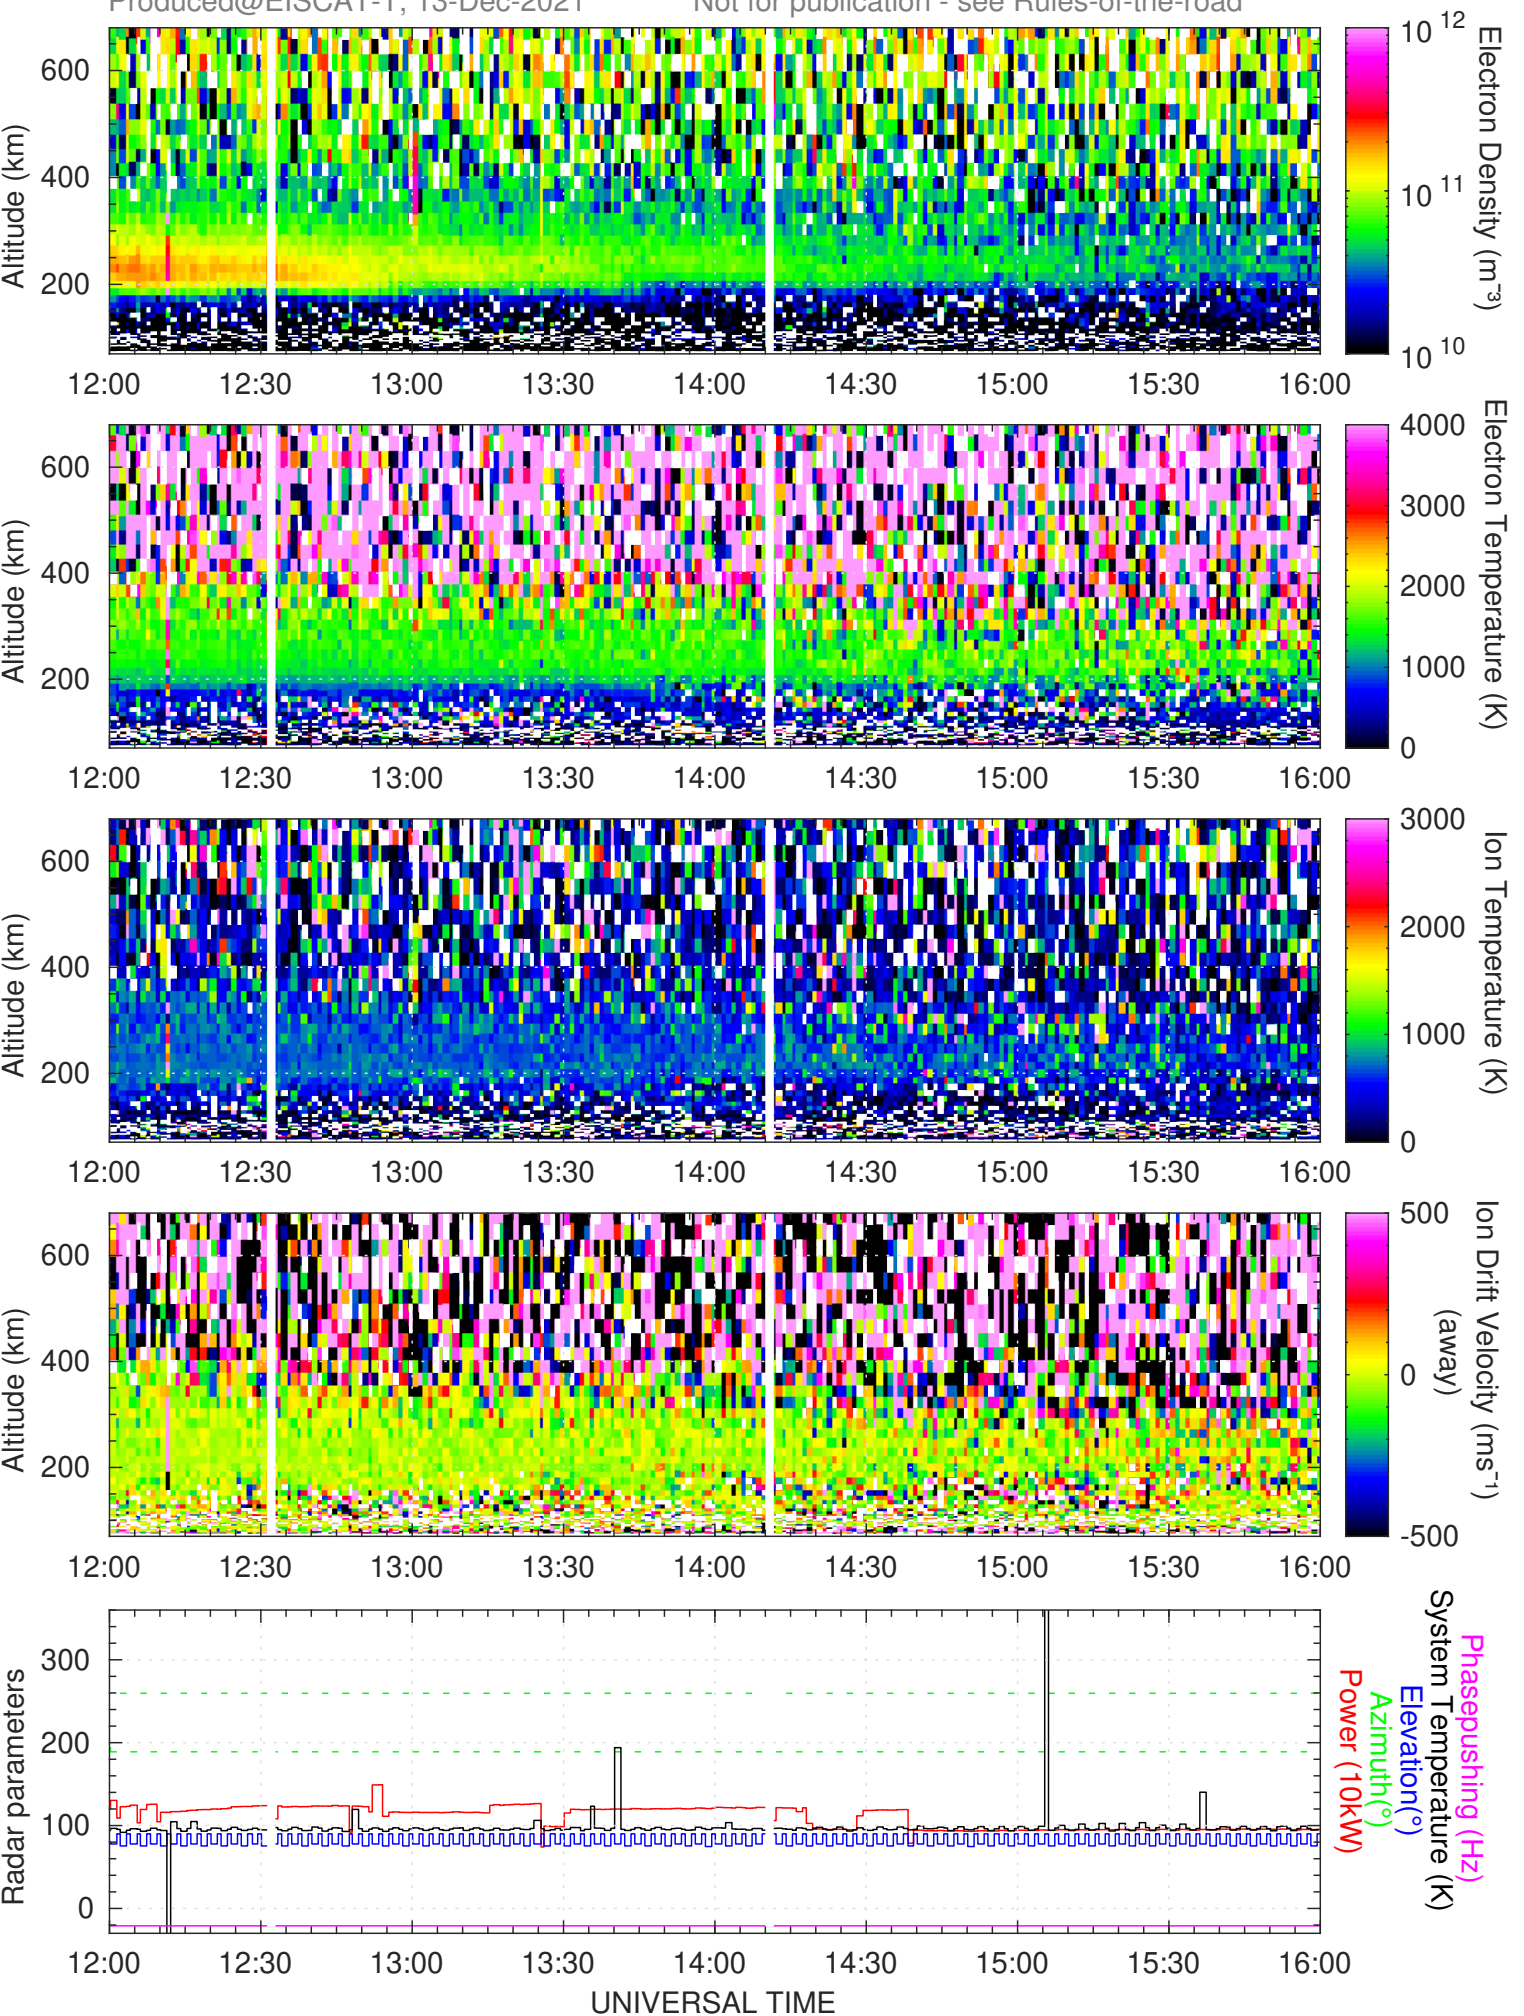 Produced@EISCAT-T, 13-Dec-2021 Not for publication - see Rules-of-the-road
600
400
200
Altitude (km)
10 12
10 11
10 10
Electron Density (m-3)
12:00 12:30 13:00 13:30 14:00 14:30 15:00 15:30 16:00
600
400
200
Altitude (km)
4000
3000
2000
1000
0
Electron Temperature (K)
12:00 12:30 13:00 13:30 14:00 14:30 15:00 15:30 16:00
600
400
200
Altitude (km)
3000
2000
1000
0
Ion Temperature (K)
12:00 12:30 13:00 13:30 14:00 14:30 15:00 15:30 16:00
600
400
200
Altitude (km)
500
0
-500
Ion Drift Velocity (ms-1)
(away)
12:00 12:30 13:00 13:30 14:00 14:30 15:00 15:30 16:00
300
200
100
0
Radar parameters
Phasepushing (Hz)
System Temperature (K)
Elevation(°)
Azimuth(°)
Power (10kW)
12:00 12:30 13:00 13:30 14:00 14:30 15:00 15:30 16:00
UNIVERSAL TIME